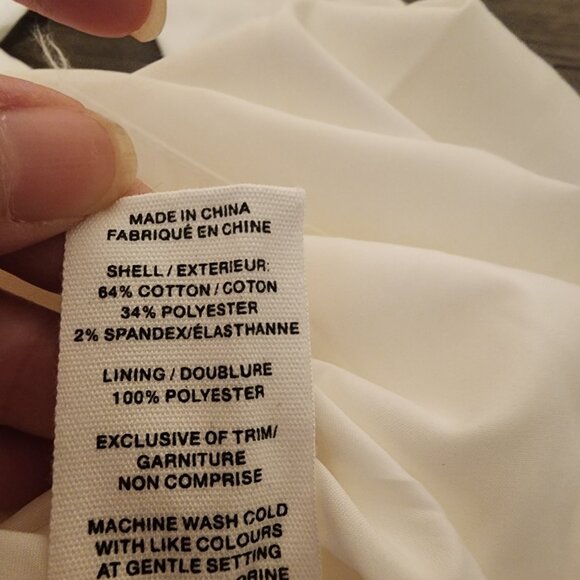 MADE IN CHINA
FABRIQUÉ EN CHINE
SHELL / EXTERIEUR:
64% COTTON / COTON
34% POLYESTER
2% SPANDEX/ÉLASTHANNE
LINING / DOUBLURE
100% POLYESTER
EXCLUSIVE OF TRIM/
GARNITURE
NON COMPRISE
MACHINE WASH COLD
WITH LIKE COLOURS
AT GENTLE SETTING